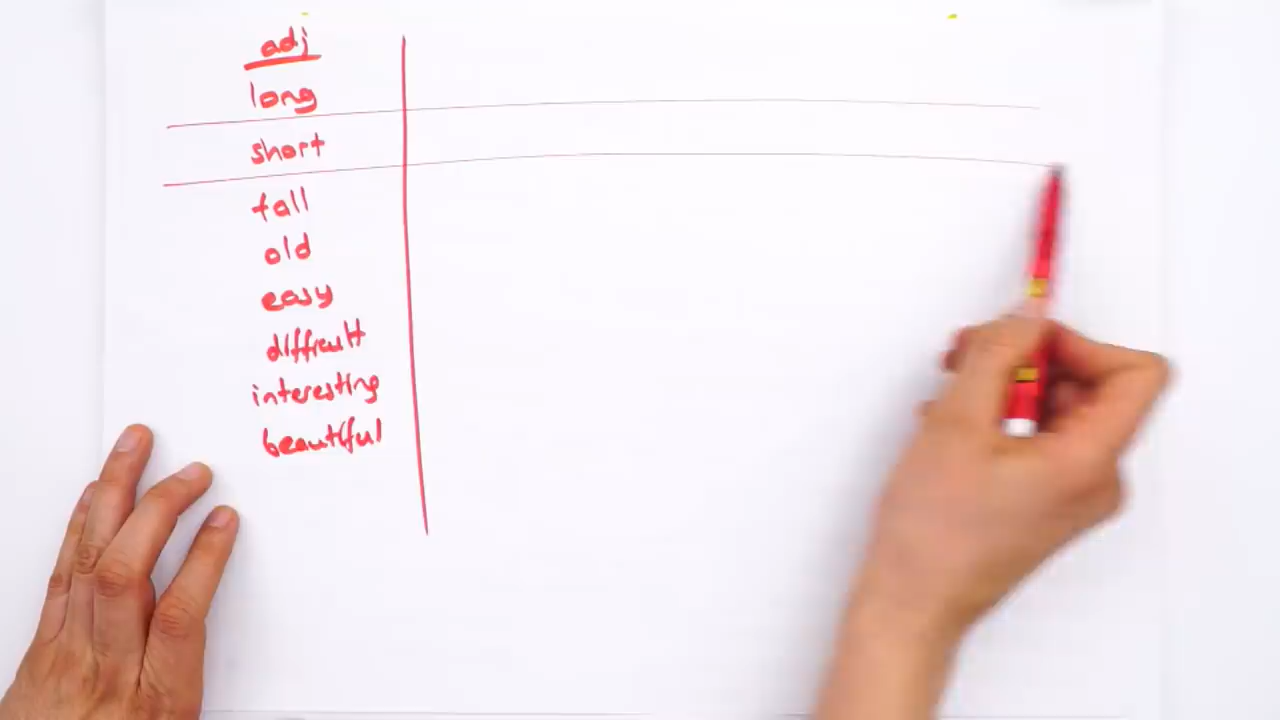 adj
long
short
tall
old
easy
difficult
interesting
beautiful